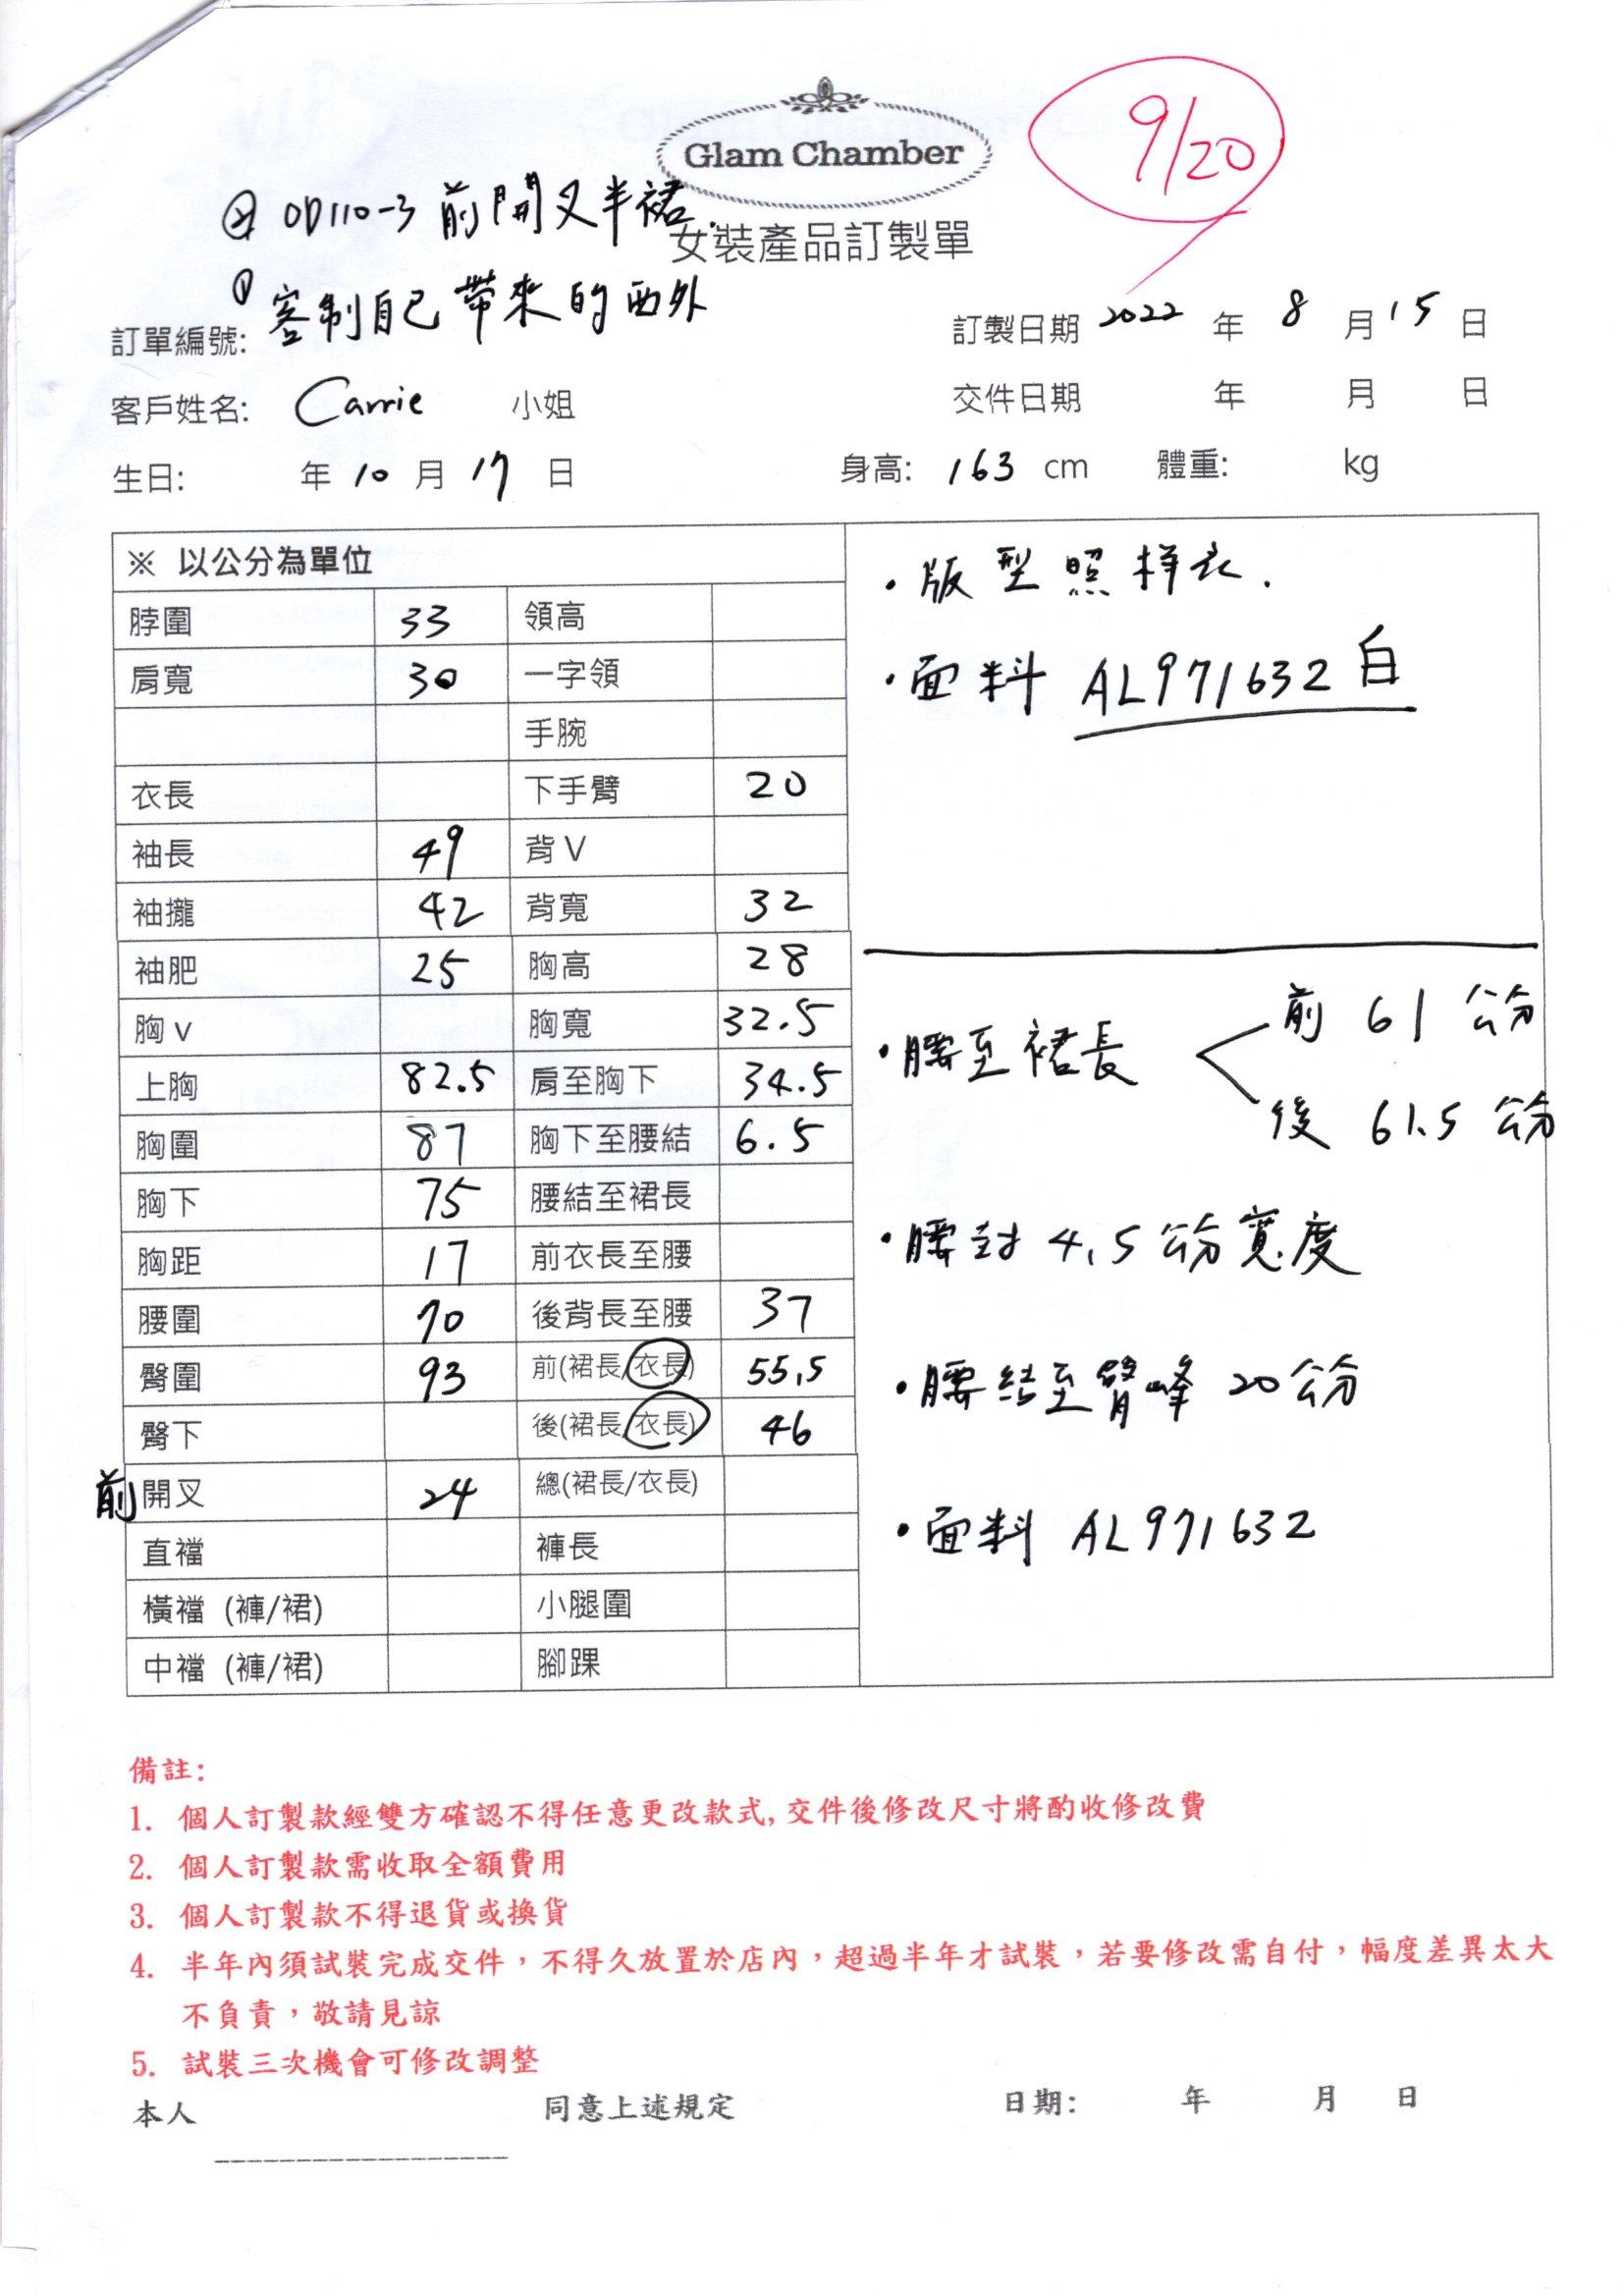 Glam Chamber
9/20
② OD110-3 前開叉半裙.
女裝產品訂製單
① 客制自己帶來的西外
訂單編號:
訂製日期 2022 年 8 月 15 日
客戶姓名: Carrie 小姐
交件日期 年 月 日
生日: 年 10 月 17 日
身高: 163 cm 體重: kg
※ 以公分為單位
脖圍 33 領高
肩寬 30 一字領
手腕
衣長 下手臂 20
袖長 49 背V
袖攏 42 背寬 32
袖肥 25 胸高 28
胸v 胸寬 32.5
上胸 82.5 肩至胸下 34.5
胸圍 87 胸下至腰結 6.5
胸下 75 腰結至裙長
胸距 17 前衣長至腰
腰圍 70 後背長至腰 37
臀圍 93 前(裙長/衣長) 55.5
臀下 後(裙長/衣長) 46
前開叉 24 總(裙長/衣長)
直襠 褲長
橫襠 (褲/裙) 小腿圍
中襠 (褲/裙) 腳踝
・版型照样衣.
・面料 AL971632 白
・腰至裙長 前 61 公分
後 61.5 公分
・腰封 4.5 公分寬度
・腰結至臀峰 20 公分
・面料 AL971632
備註:
1. 個人訂製款經雙方確認不得任意更改款式, 交件後修改尺寸將酌收修改費
2. 個人訂製款需收取全額費用
3. 個人訂製款不得退貨或換貨
4. 半年內須試裝完成交件，不得久放置於店內，超過半年才試裝，若要修改需自付，幅度差異太大
不負責，敬請見諒
5. 試裝三次機會可修改調整
本人 同意上述規定 日期: 年 月 日